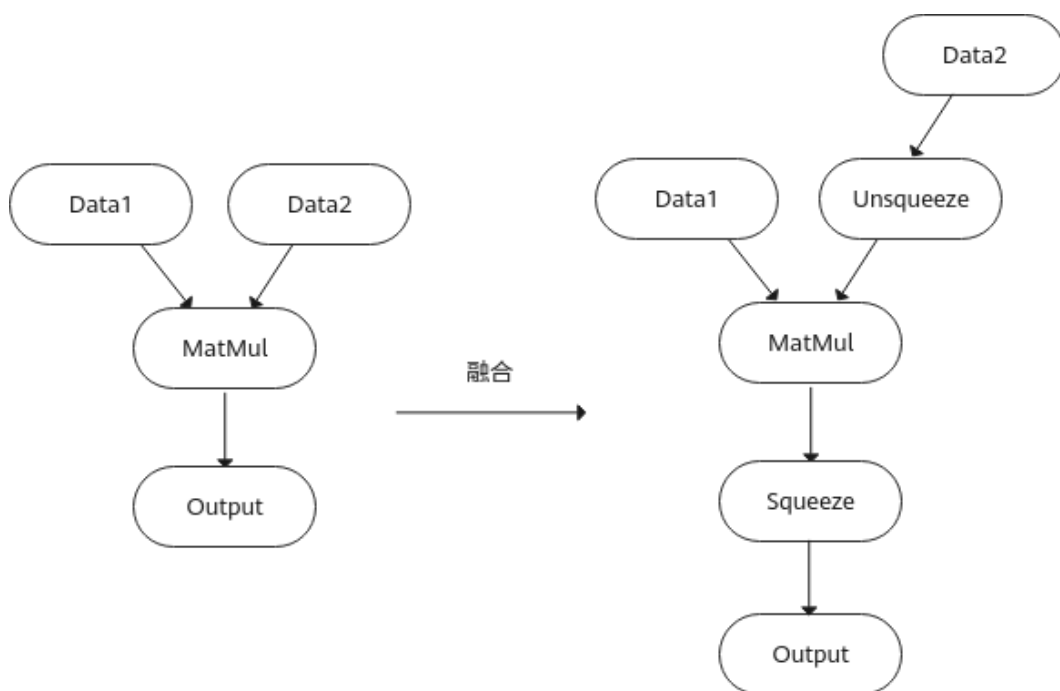 Data1
Data2
MatMul
Output
融合
Data2
Data1
Unsqueeze
MatMul
Squeeze
Output